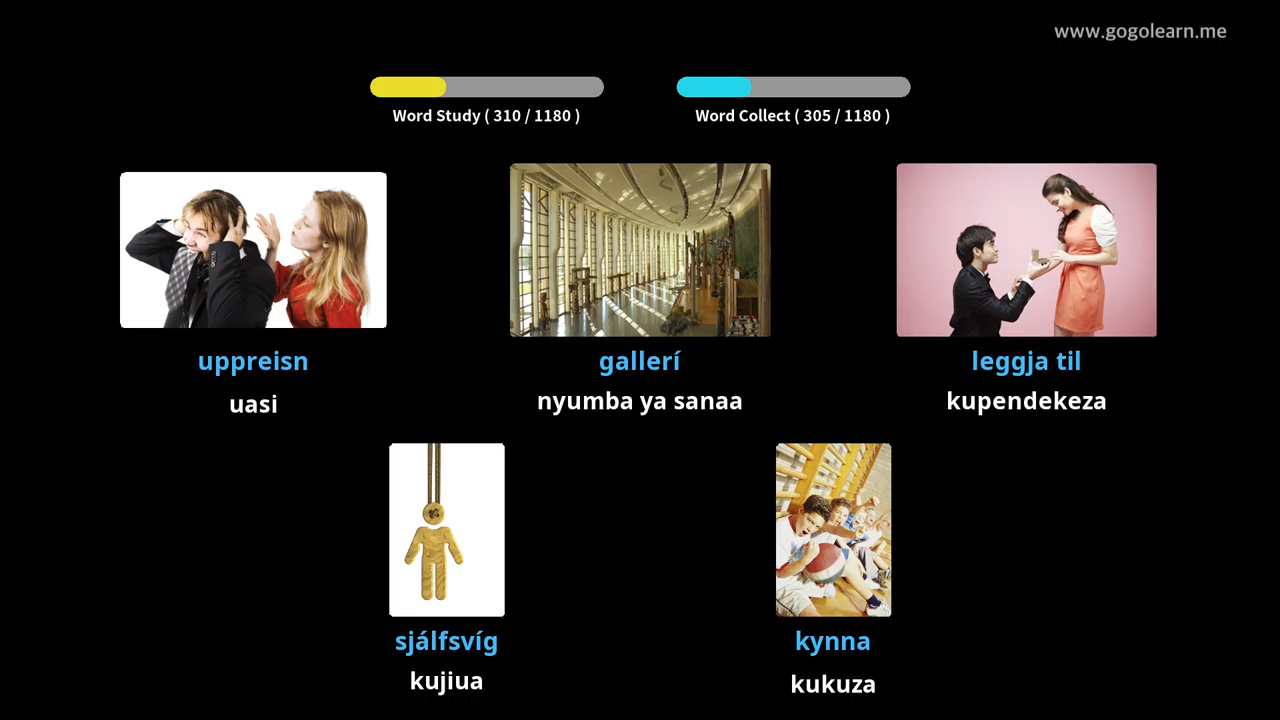 www.gogolearn.me
Word Study ( 310 / 1180 )
Word Collect ( 305 / 1180 )
uppreisn
uasi
gallerí
nyumba ya sanaa
leggja til
kupendekeza
sjálfsvíg
kujiua
kynna
kukuza